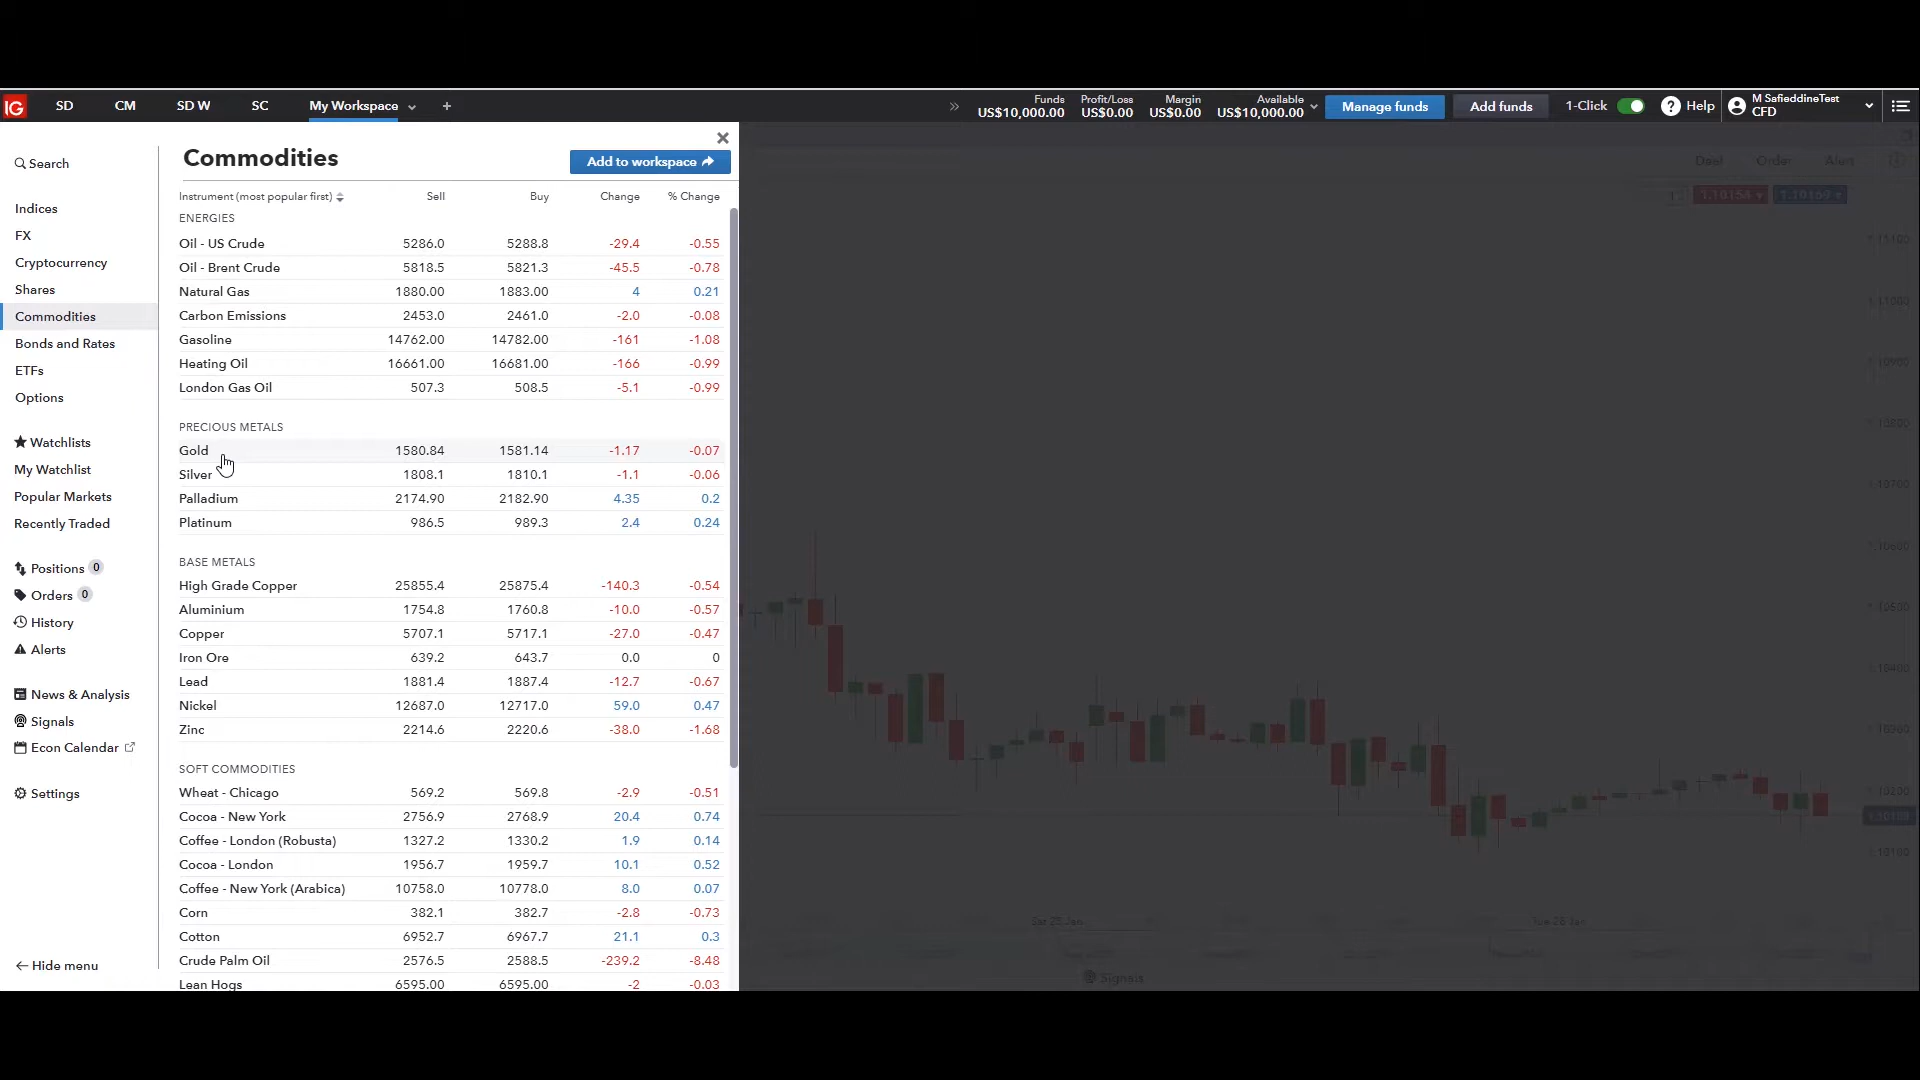 IG SD CM SD W SC My Workspace + » Funds US$10,000.00 Profit/Loss US$0.00 Margin US$0.00 Available US$10,000.00 Manage funds Add funds 1-Click ? Help M SafieddineTest CFD
Search
Indices
FX
Cryptocurrency
Shares
Commodities
Bonds and Rates
ETFs
Options
Watchlists
My Watchlist
Popular Markets
Recently Traded
Positions 0
Orders 0
History
Alerts
News & Analysis
Signals
Econ Calendar
Settings
Hide menu
Commodities
Add to workspace
Instrument (most popular first) Sell Buy Change % Change
ENERGIES
Oil - US Crude 5286.0 5288.8 -29.4 -0.55
Oil - Brent Crude 5818.5 5821.3 -45.5 -0.78
Natural Gas 1880.00 1883.00 4 0.21
Carbon Emissions 2453.0 2461.0 -2.0 -0.08
Gasoline 14762.00 14782.00 -161 -1.08
Heating Oil 16661.00 16681.00 -166 -0.99
London Gas Oil 507.3 508.5 -5.1 -0.99
PRECIOUS METALS
Gold 1580.84 1581.14 -1.17 -0.07
Silver 1808.1 1810.1 -1.1 -0.06
Palladium 2174.90 2182.90 4.35 0.2
Platinum 986.5 989.3 2.4 0.24
BASE METALS
High Grade Copper 25855.4 25875.4 -140.3 -0.54
Aluminium 1754.8 1760.8 -10.0 -0.57
Copper 5707.1 5717.1 -27.0 -0.47
Iron Ore 639.2 643.7 0.0 0
Lead 1881.4 1887.4 -12.7 -0.67
Nickel 12687.0 12717.0 59.0 0.47
Zinc 2214.6 2220.6 -38.0 -1.68
SOFT COMMODITIES
Wheat - Chicago 569.2 569.8 -2.9 -0.51
Cocoa - New York 2756.9 2768.9 20.4 0.74
Coffee - London (Robusta) 1327.2 1330.2 1.9 0.14
Cocoa - London 1956.7 1959.7 10.1 0.52
Coffee - New York (Arabica) 10758.0 10778.0 8.0 0.07
Corn 382.1 382.7 -2.8 -0.73
Cotton 6952.7 6967.7 21.1 0.3
Crude Palm Oil 2576.5 2588.5 -239.2 -8.48
Lean Hogs 6595.00 6595.00 -2 -0.03
Deal Order Alert
Tue 28 Jan
Signals